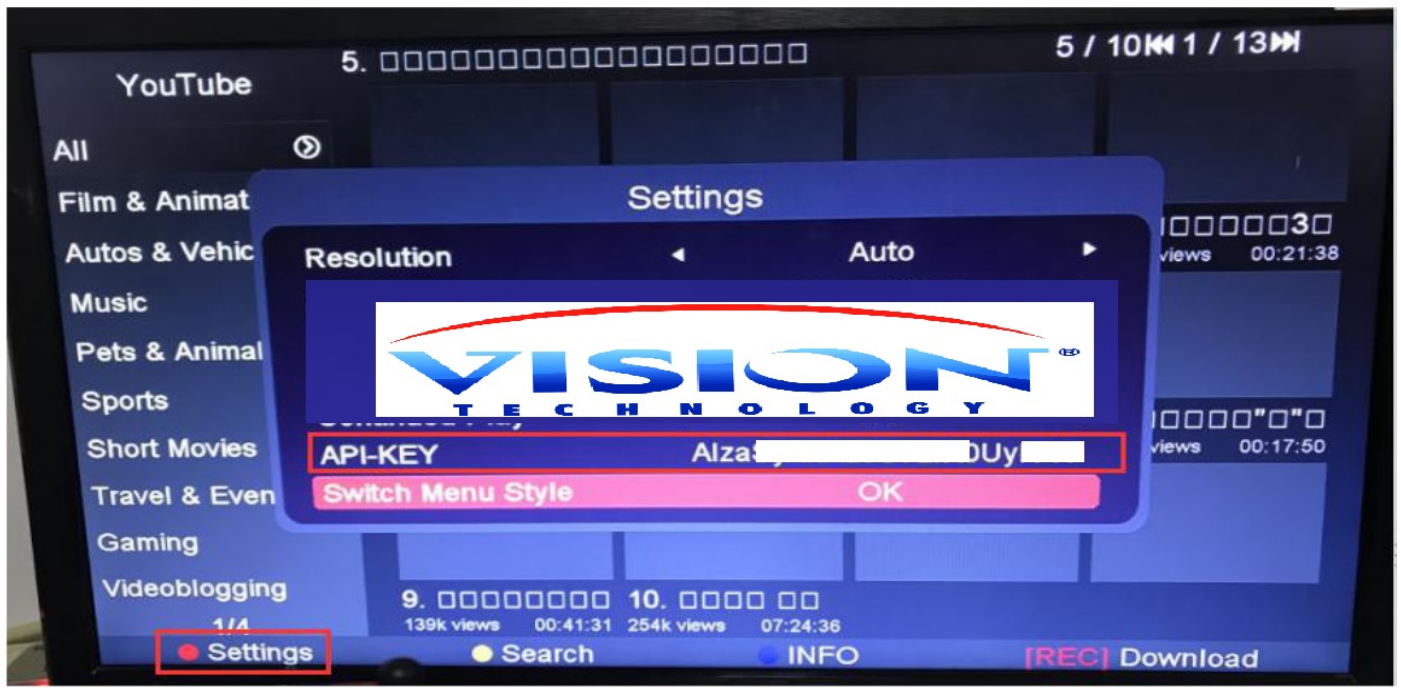 YouTube
5. □□□□□□□□□□□□□□□□□□
5 / 10⏮ 1 / 13⏭
All
Film & Animat
Autos & Vehic
Music
Pets & Animal
Sports
Short Movies
Travel & Even
Gaming
Videoblogging
1/4
Settings
Resolution
Auto
VISION®
TECHNOLOGY
API-KEY
Switch Menu Style
OK
□□□□□□3□
views 00:21:38
□□□□□"□"□
views 00:17:50
9. □□□□□□□□
139k views 00:41:31
10. □□□□ □□
254k views 07:24:36
Settings
Search
INFO
[REC] Download